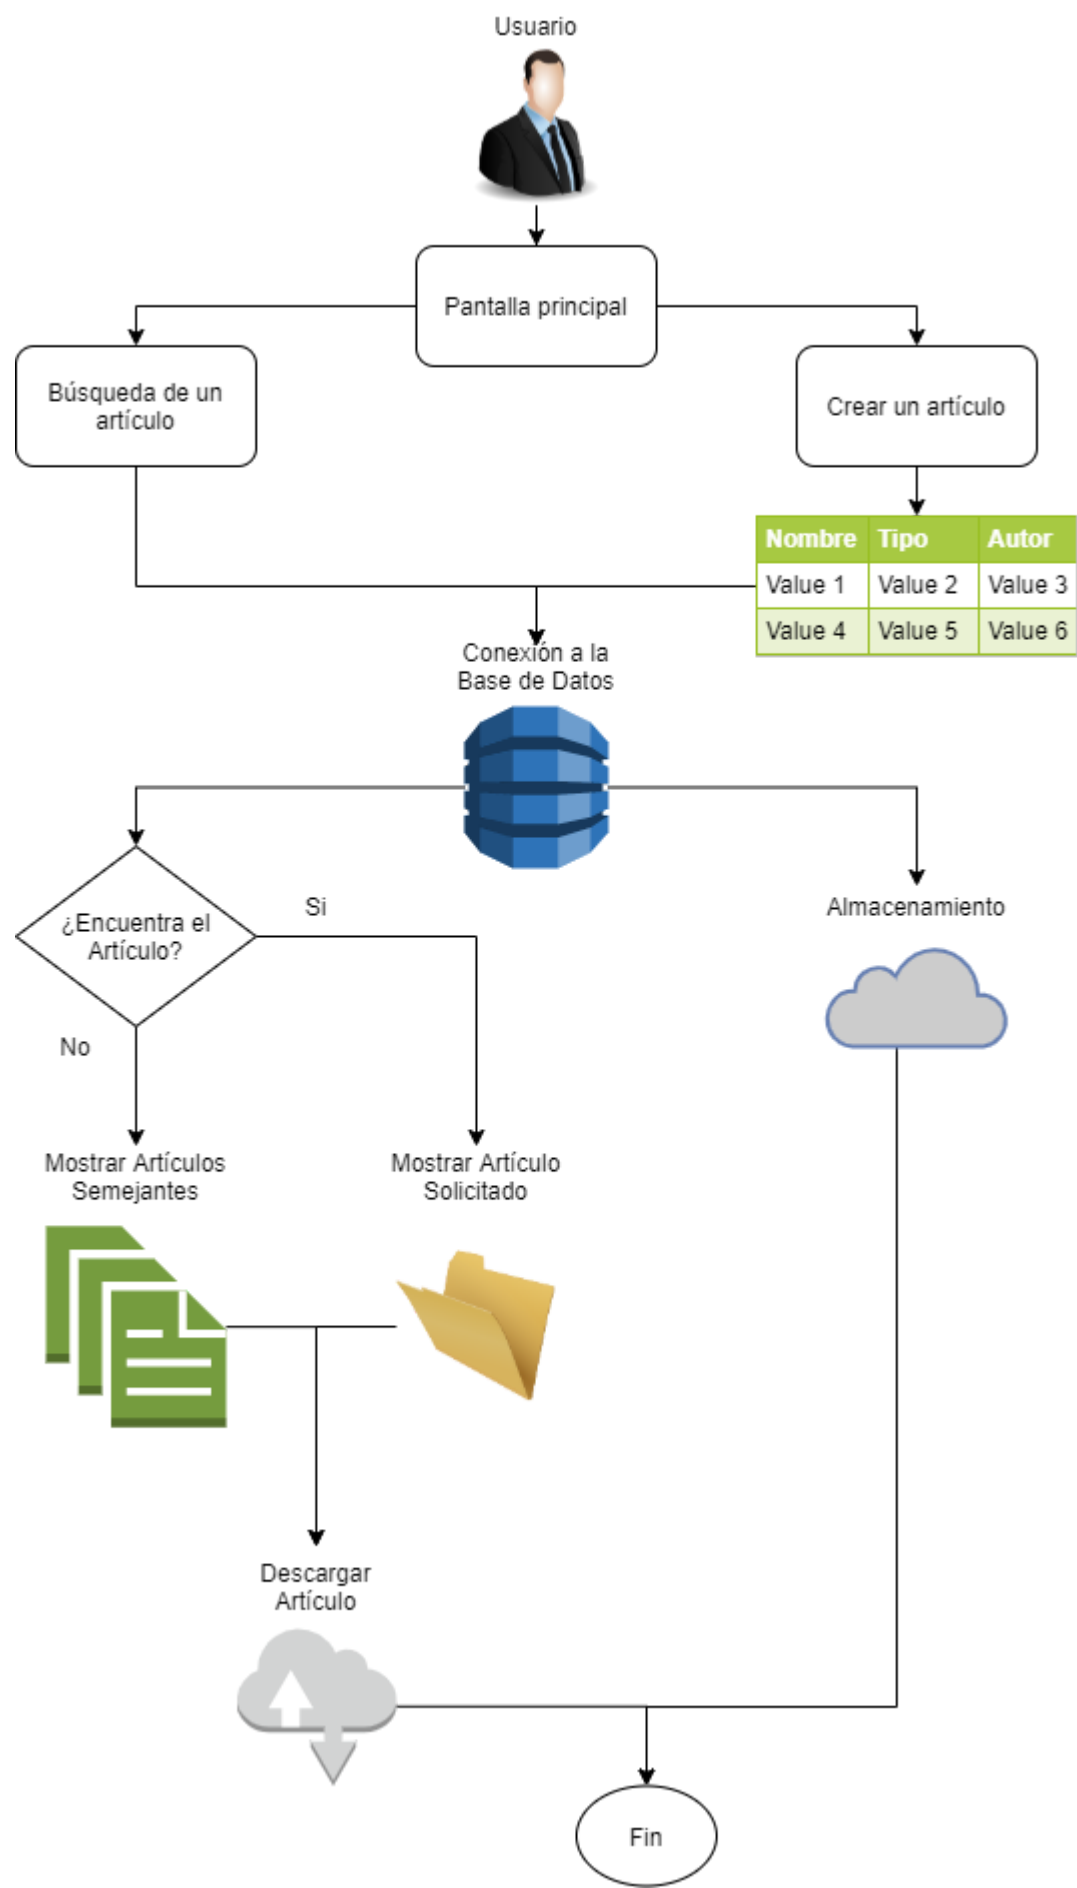 Usuario
Pantalla principal
Búsqueda de un
artículo
Crear un artículo
Nombre Tipo Autor
Value 1 Value 2 Value 3
Value 4 Value 5 Value 6
Conexión a la
Base de Datos
¿Encuentra el
Artículo?
Si
No
Almacenamiento
Mostrar Artículos
Semejantes
Mostrar Artículo
Solicitado
Descargar
Artículo
Fin